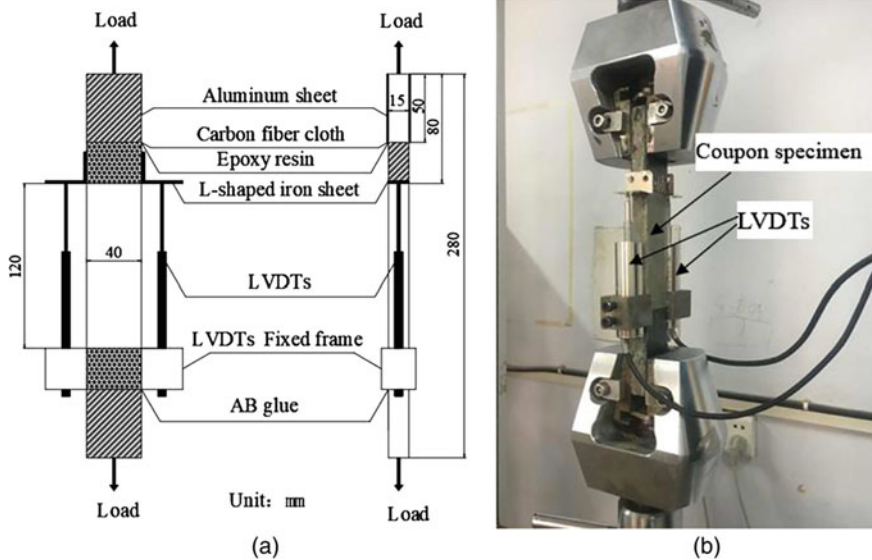 Load
Load
Aluminum sheet
15
50
80
Carbon fiber cloth
Epoxy resin
L-shaped iron sheet
120
40
280
LVDTs
LVDTs Fixed frame
AB glue
Load
Unit: mm
Load
(a)
Coupon specimen
LVDTs
(b)